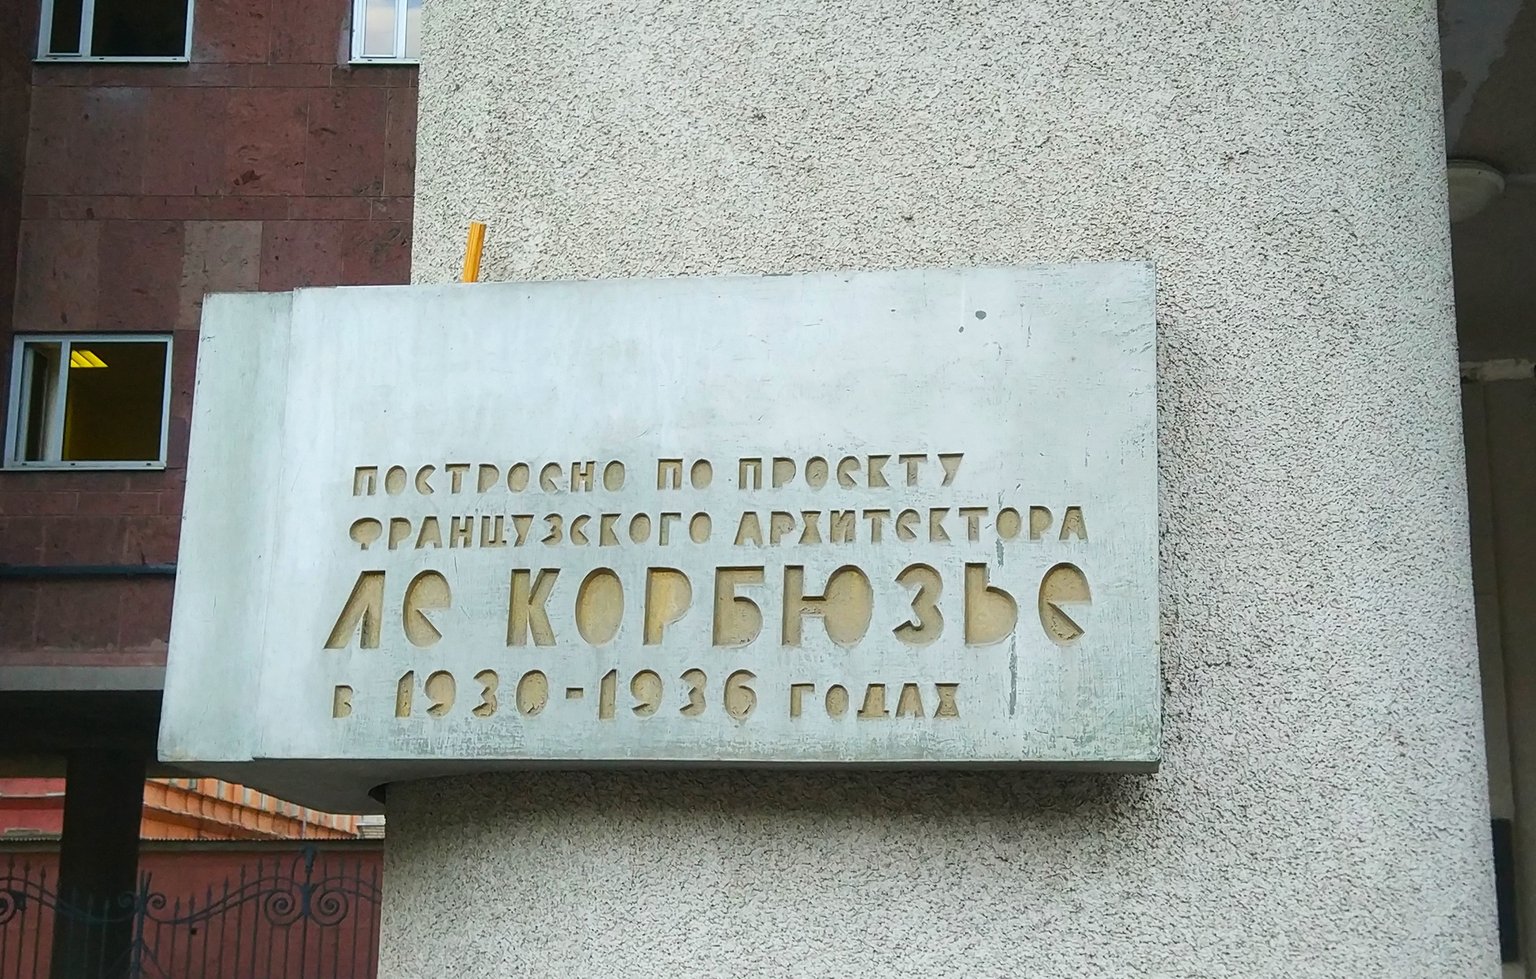 ПОСТРОЕНО ПО ПРОЕКТУ
ФРАНЦУЗСКОГО АРХИТЕКТОРА
ЛЕ КОРБЮЗЬЕ
В 1930-1936 ГОДАХ